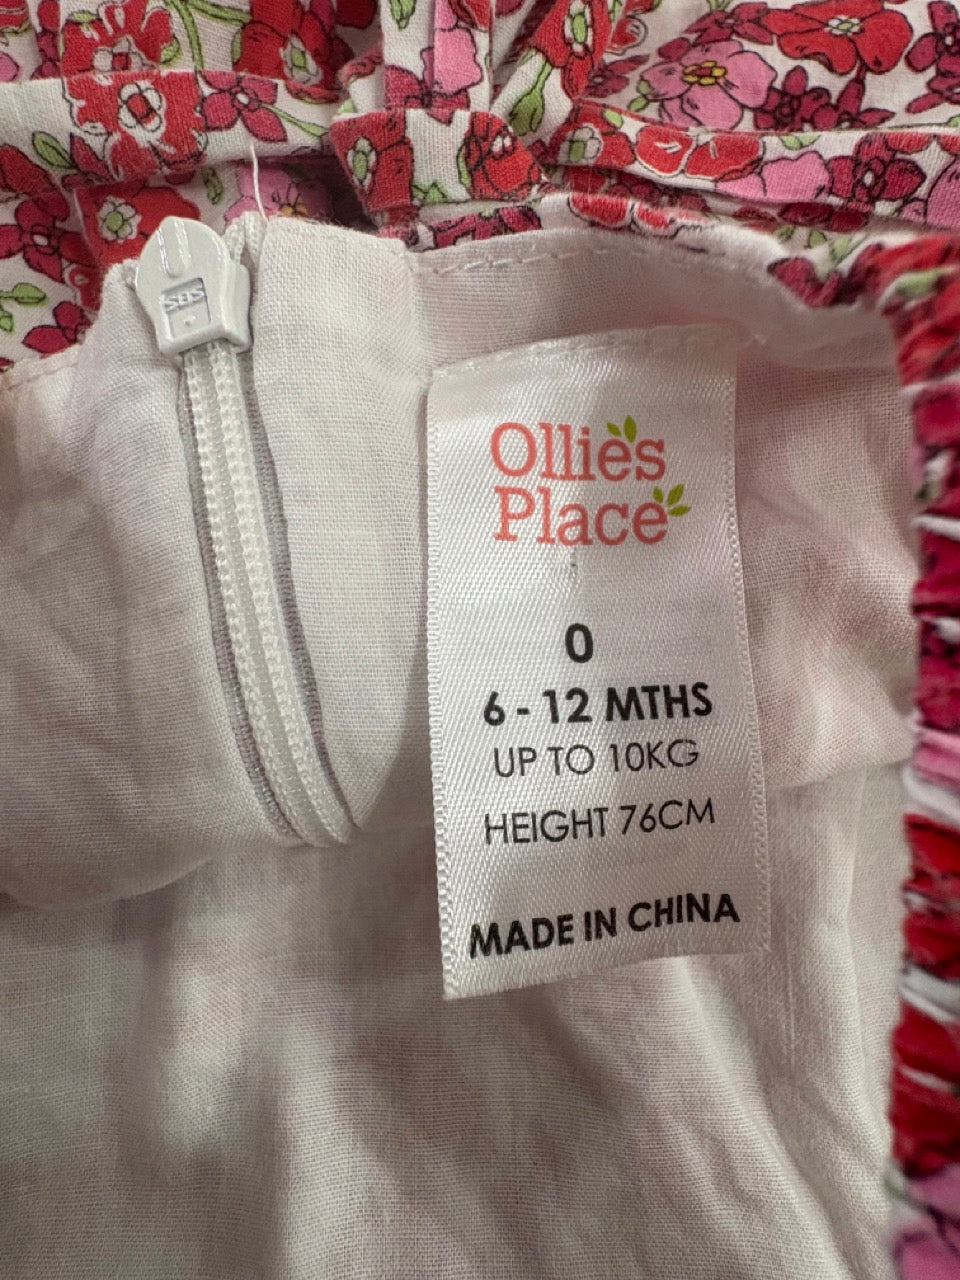 SBS
Ollie's
Place
0
6 - 12 MTHS
UP TO 10KG
HEIGHT 76CM
MADE IN CHINA